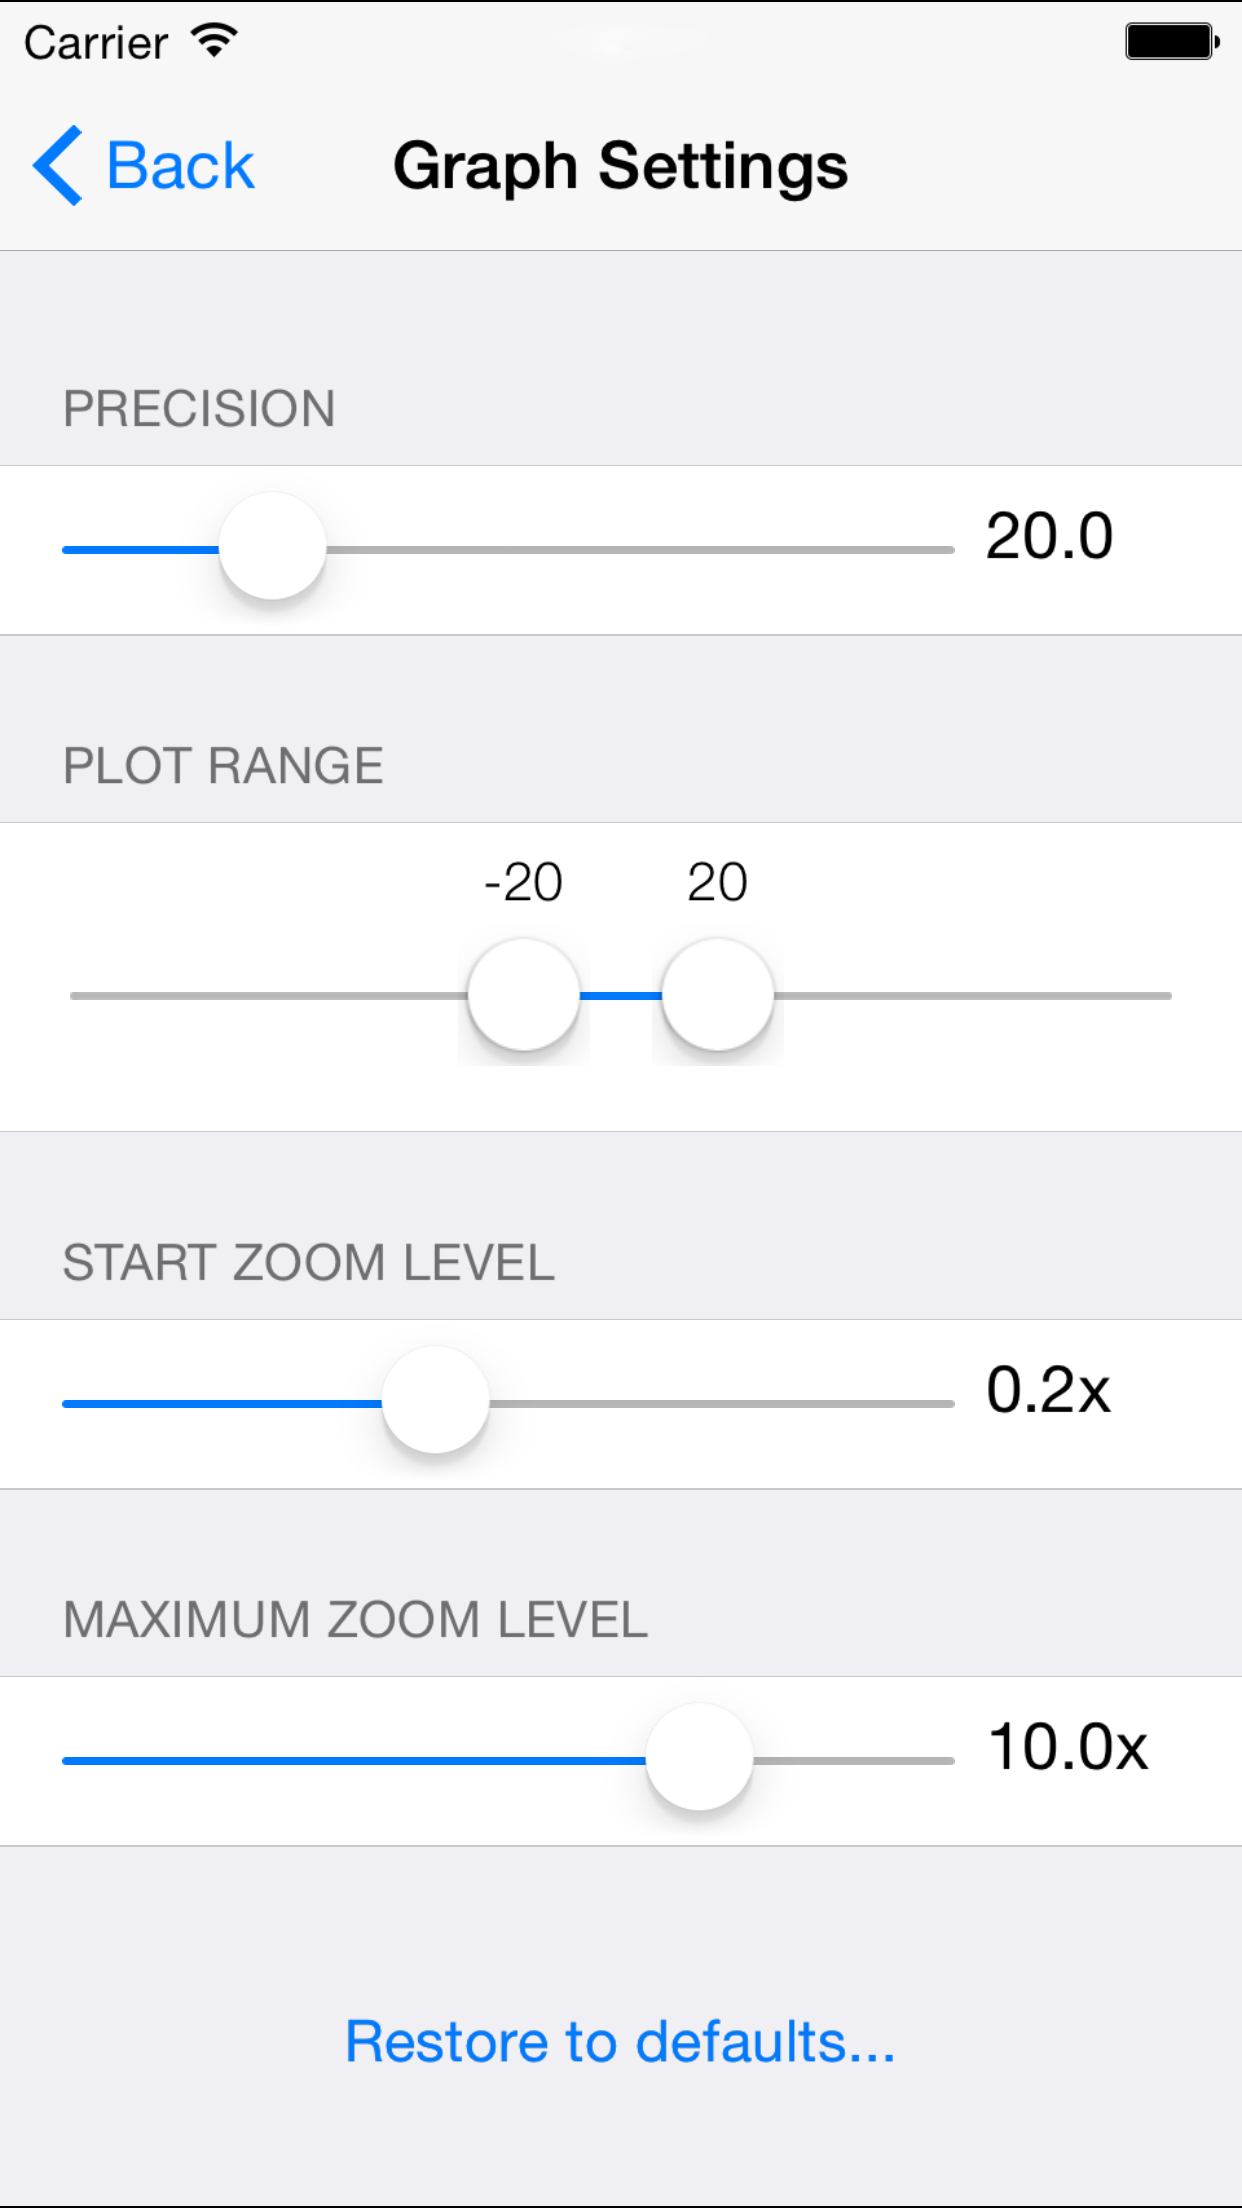 Carrier
Back Graph Settings
PRECISION
20.0
PLOT RANGE
-20 20
START ZOOM LEVEL
0.2x
MAXIMUM ZOOM LEVEL
10.0x
Restore to defaults...